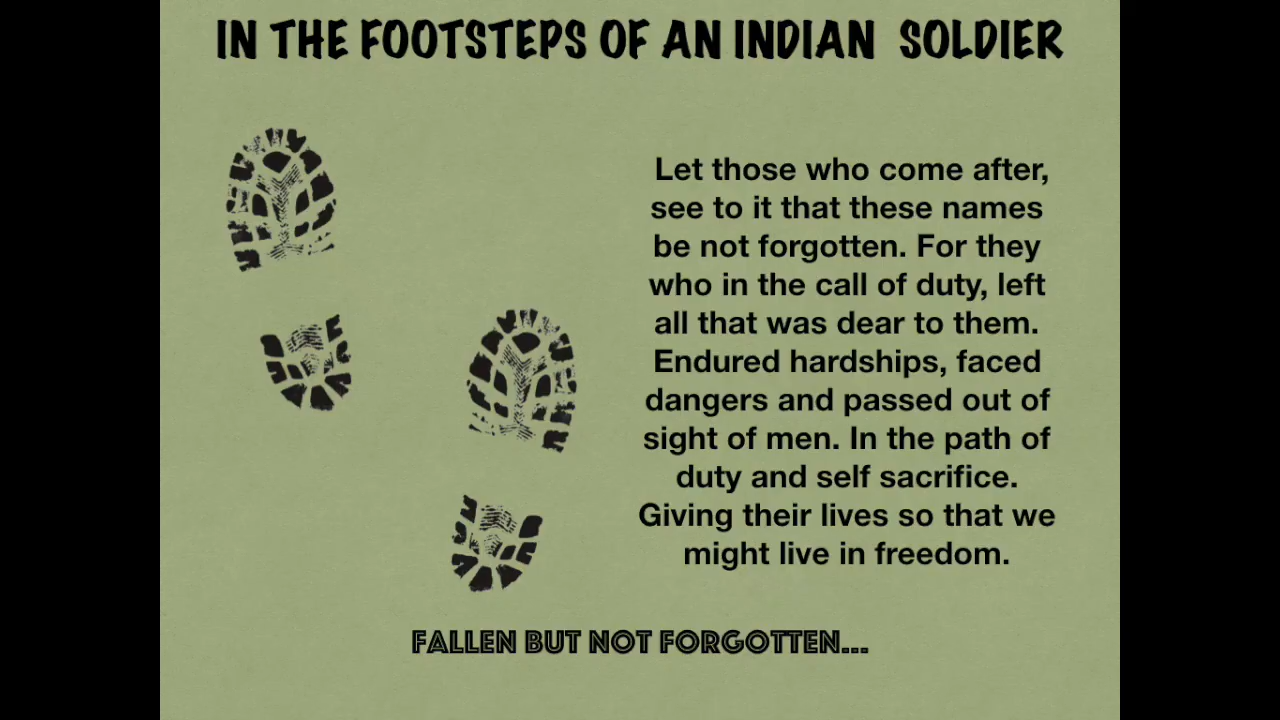 IN THE FOOTSTEPS OF AN INDIAN SOLDIER
Let those who come after,
see to it that these names
be not forgotten. For they
who in the call of duty, left
all that was dear to them.
Endured hardships, faced
dangers and passed out of
sight of men. In the path of
duty and self sacrifice.
Giving their lives so that we
might live in freedom.
FALLEN BUT NOT FORGOTTEN...